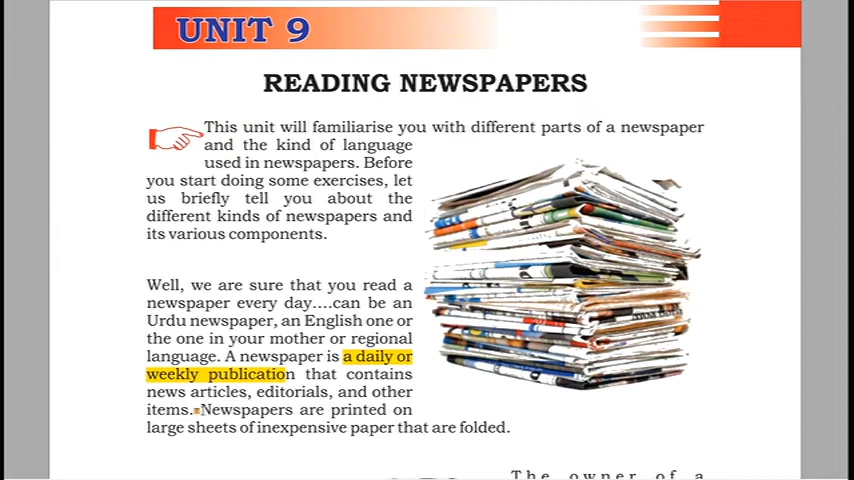 UNIT 9
READING NEWSPAPERS
This unit will familiarise you with different parts of a newspaper
and the kind of language
used in newspapers. Before
you start doing some exercises, let
us briefly tell you about the
different kinds of newspapers and
its various components.
Well, we are sure that you read a
newspaper every day....can be an
Urdu newspaper, an English one or
the one in your mother or regional
language. A newspaper is a daily or
weekly publication that contains
news articles, editorials, and other
items. Newspapers are printed on
large sheets of inexpensive paper that are folded.
The owner of a